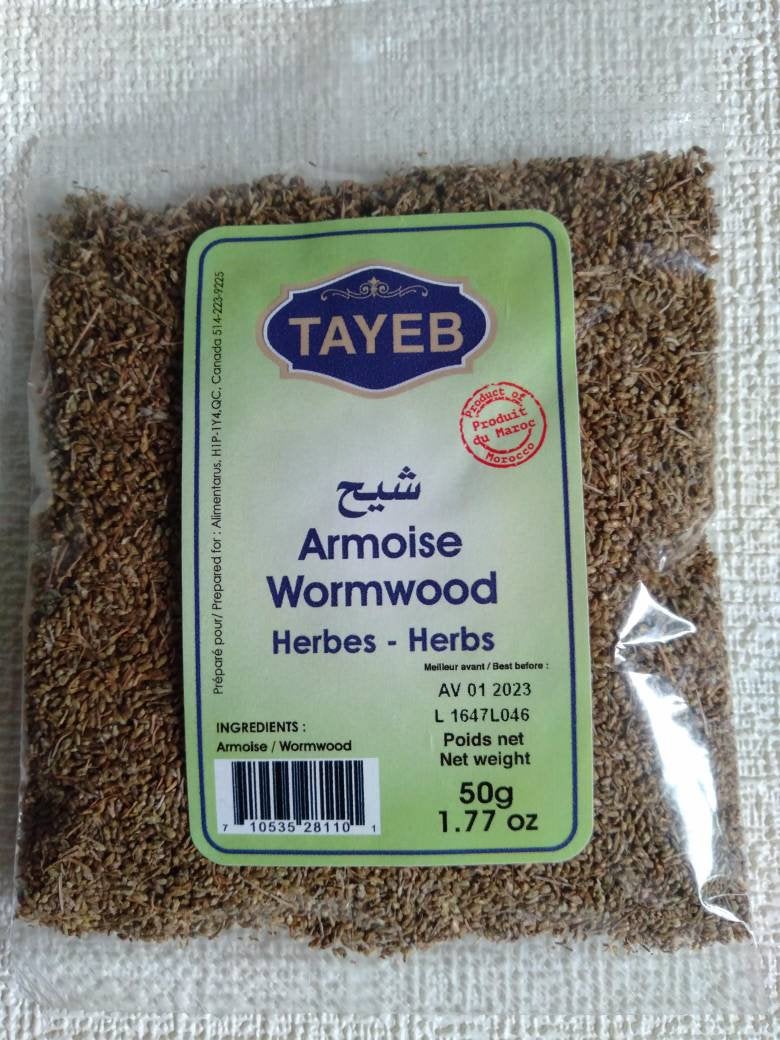 TAYEB
Product of
Produit
du Maroc
Morocco
شيح
Armoise
Wormwood
Herbes - Herbs
Meilleur avant / Best before :
AV 01 2023
L 1647L046
Poids net
Net weight
50g
1.77 oz
INGREDIENTS :
Armoise / Wormwood
7 10535 28110 1
Préparé pour/ Prepared for : Alimentarus, H1P-1Y4,QC, Canada 514-223-9225